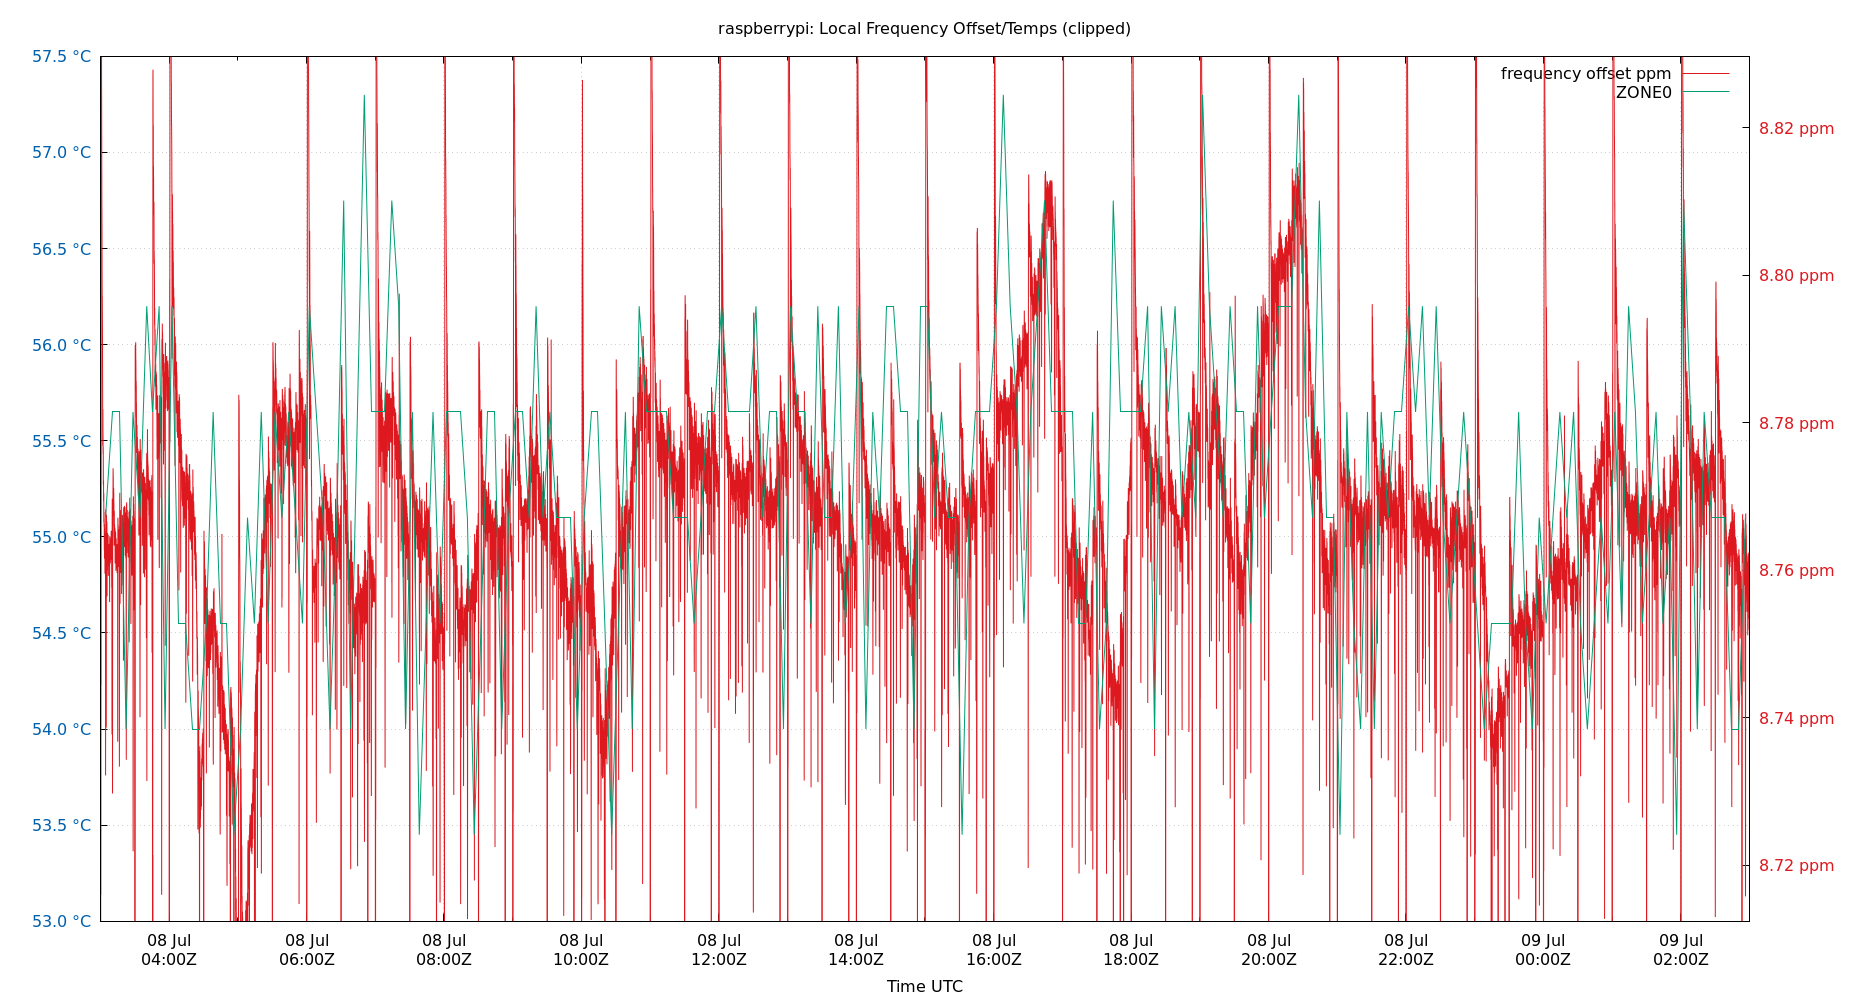 raspberrypi: Local Frequency Offset/Temps (clipped)
frequency offset ppm
ZONE0
57.5 °C
57.0 °C
56.5 °C
56.0 °C
55.5 °C
55.0 °C
54.5 °C
54.0 °C
53.5 °C
53.0 °C
8.82 ppm
8.80 ppm
8.78 ppm
8.76 ppm
8.74 ppm
8.72 ppm
08 Jul 08 Jul 08 Jul 08 Jul 08 Jul 08 Jul 08 Jul 08 Jul 08 Jul 08 Jul 09 Jul 09 Jul
04:00Z 06:00Z 08:00Z 10:00Z 12:00Z 14:00Z 16:00Z 18:00Z 20:00Z 22:00Z 00:00Z 02:00Z
Time UTC